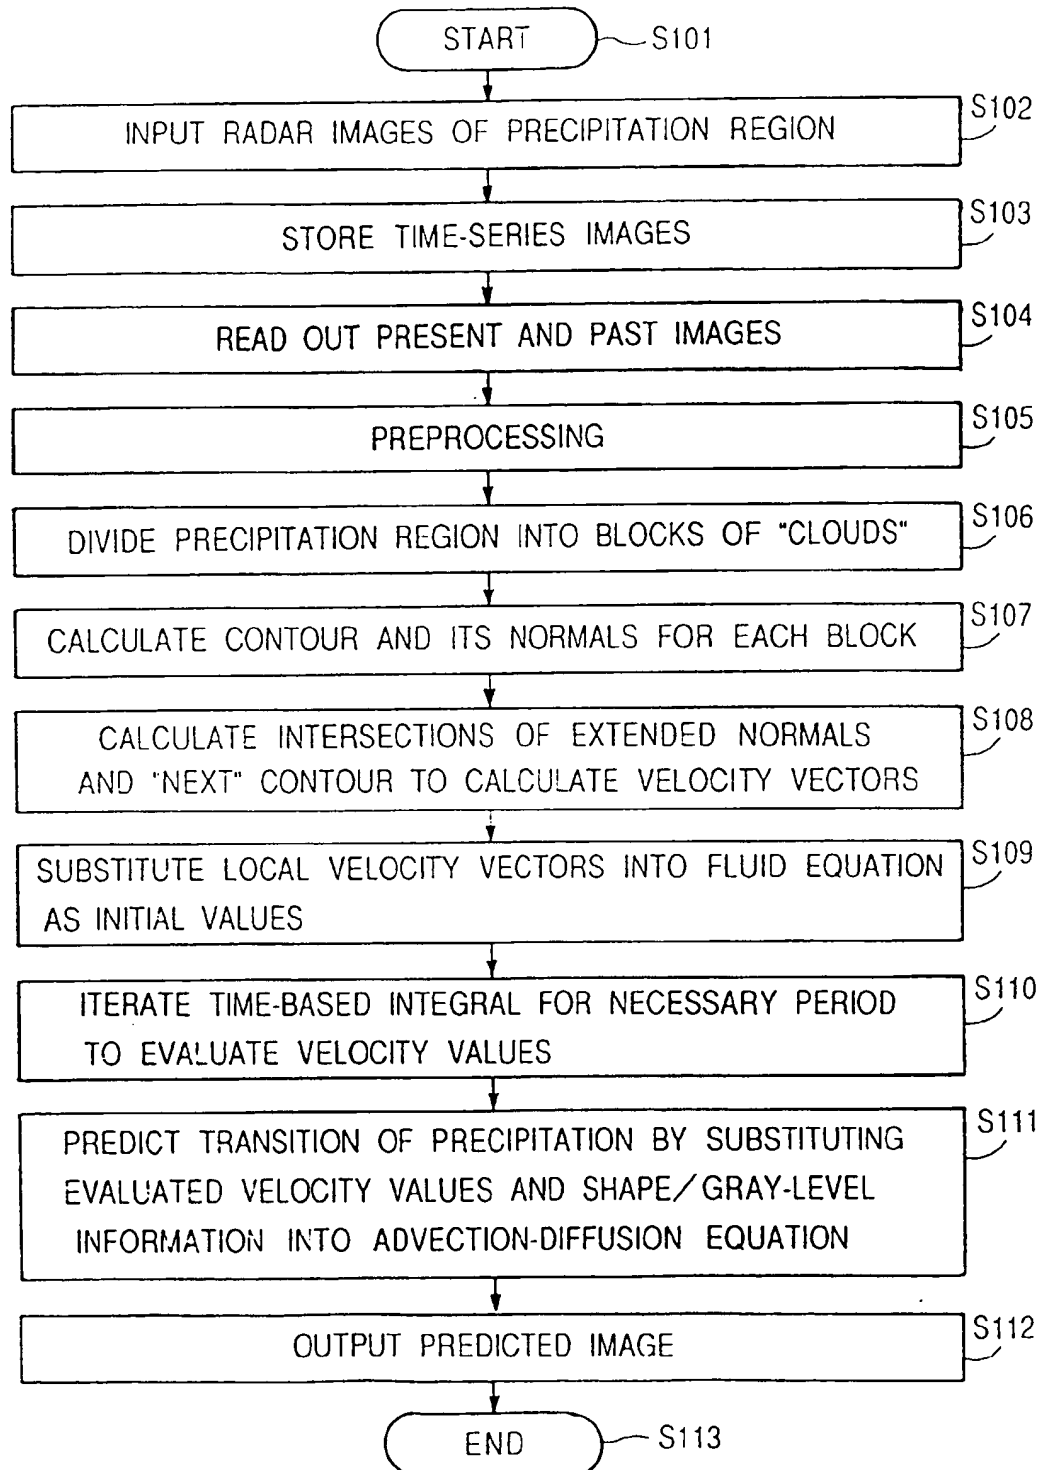 START
S101
INPUT RADAR IMAGES OF PRECIPITATION REGION
S102
STORE TIME-SERIES IMAGES
S103
READ OUT PRESENT AND PAST IMAGES
S104
PREPROCESSING
S105
DIVIDE PRECIPITATION REGION INTO BLOCKS OF "CLOUDS"
S106
CALCULATE CONTOUR AND ITS NORMALS FOR EACH BLOCK
S107
CALCULATE INTERSECTIONS OF EXTENDED NORMALS
AND "NEXT" CONTOUR TO CALCULATE VELOCITY VECTORS
S108
SUBSTITUTE LOCAL VELOCITY VECTORS INTO FLUID EQUATION
AS INITIAL VALUES
S109
ITERATE TIME-BASED INTEGRAL FOR NECESSARY PERIOD
TO EVALUATE VELOCITY VALUES
S110
PREDICT TRANSITION OF PRECIPITATION BY SUBSTITUTING
EVALUATED VELOCITY VALUES AND SHAPE/GRAY-LEVEL
INFORMATION INTO ADVECTION-DIFFUSION EQUATION
S111
OUTPUT PREDICTED IMAGE
S112
END
S113